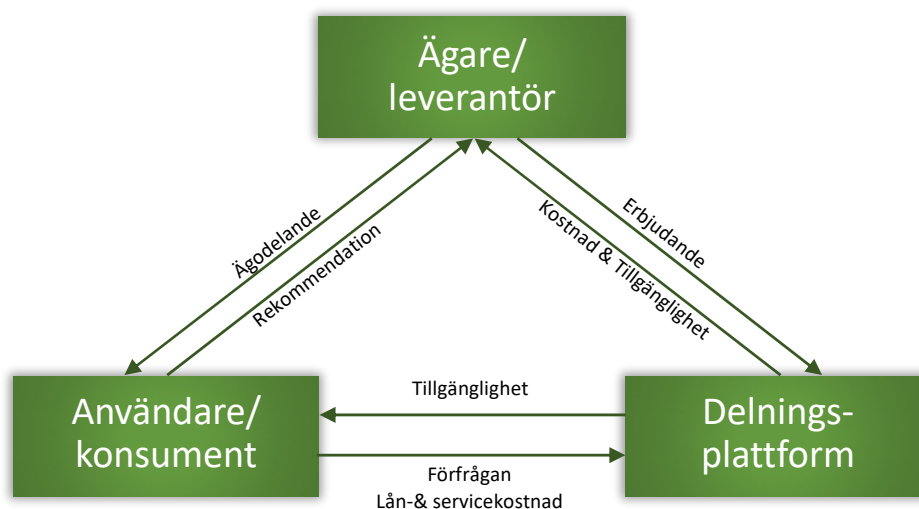 Ägare/
leverantör
Ägodelande
Rekommendation
Erbjudande
Kostnad & Tillgänglighet
Användare/
konsument
Tillgänglighet
Förfrågan
Lån-& servicekostnad
Delnings-
plattform